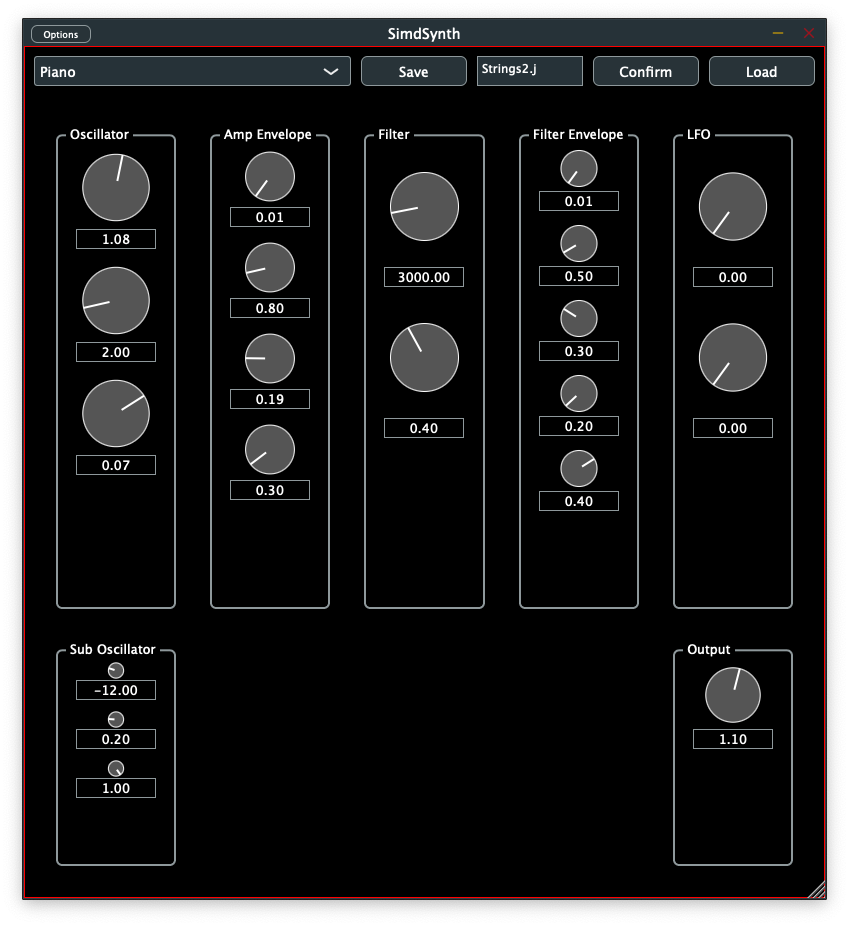 Options
SimdSynth
Piano
Save
Strings2.j
Confirm
Load
Oscillator
1.08
2.00
0.07
Amp Envelope
0.01
0.80
0.19
0.30
Filter
3000.00
0.40
Filter Envelope
0.01
0.50
0.30
0.20
0.40
LFO
0.00
0.00
Sub Oscillator
-12.00
0.20
1.00
Output
1.10